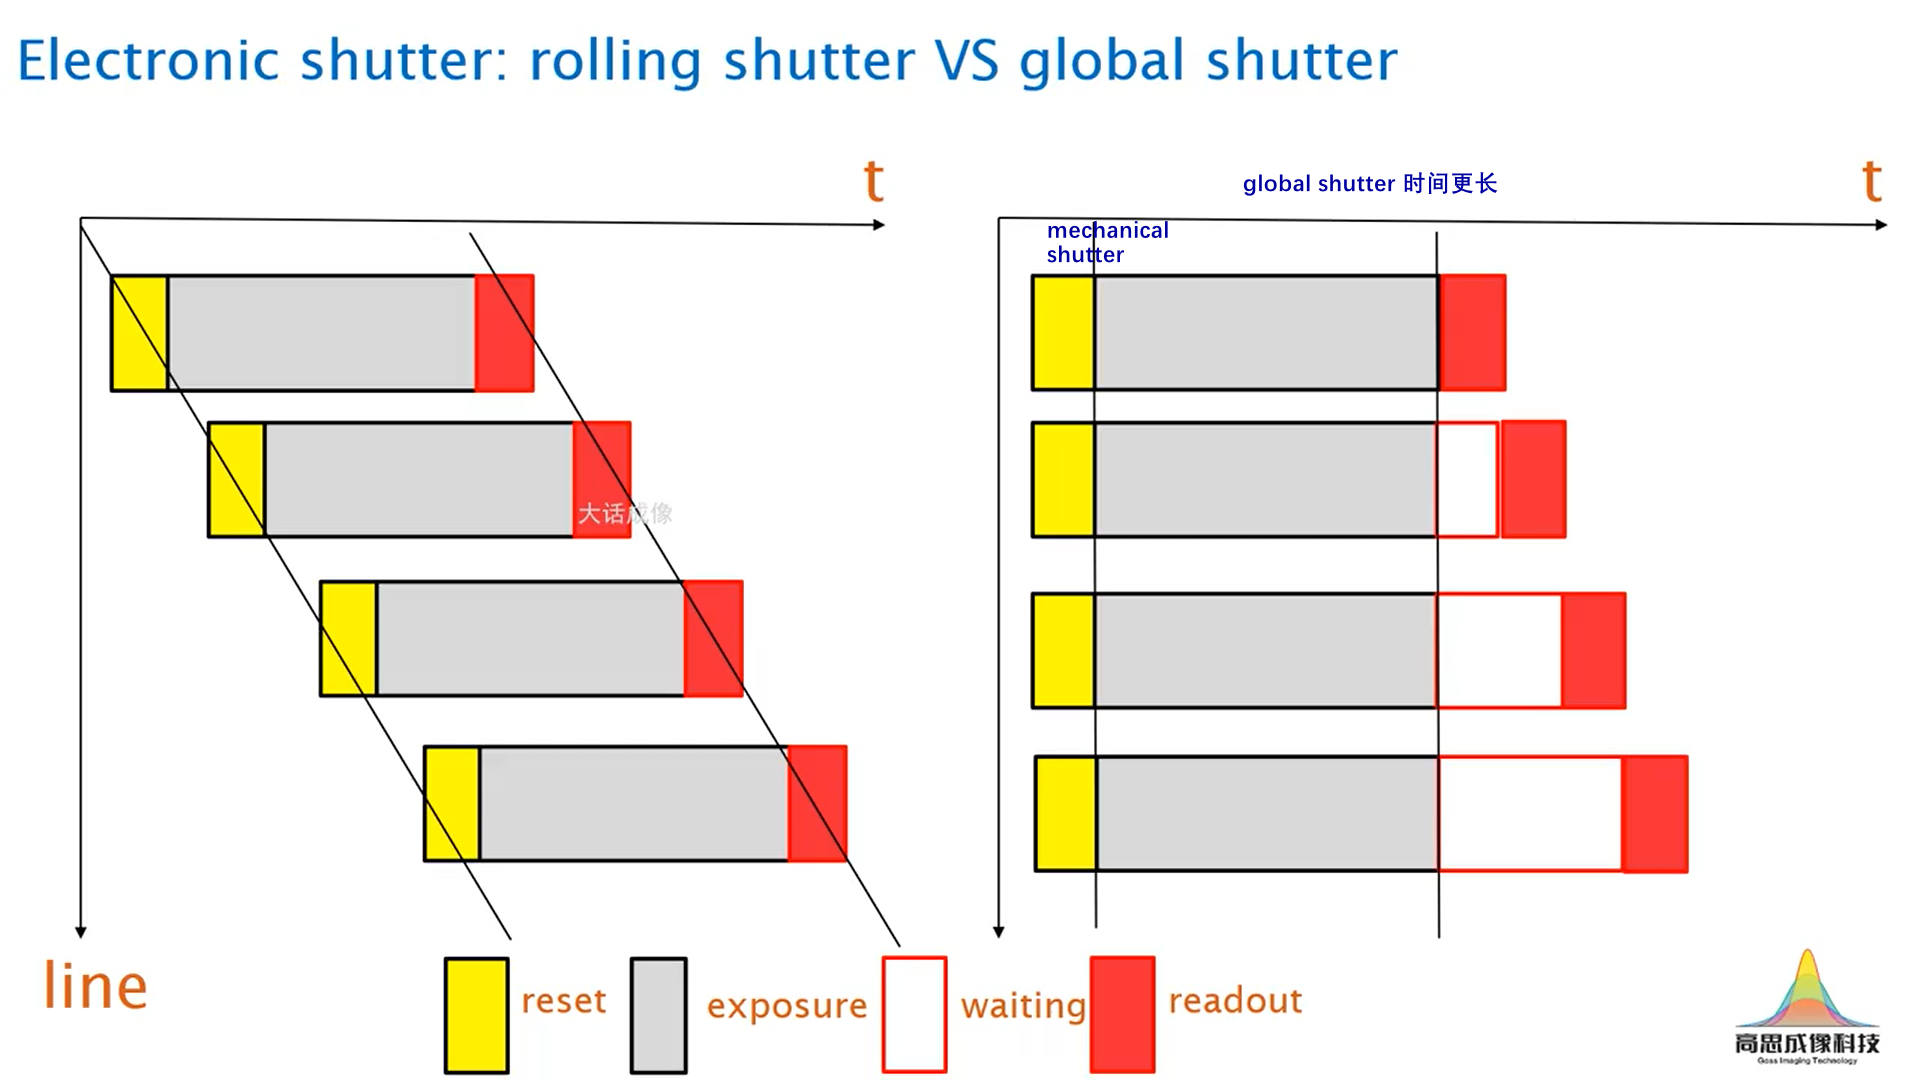 Electronic shutter: rolling shutter VS global shutter
t
global shutter 时间更长
t
mechanical
shutter
大话成像
line
reset
exposure
waiting
readout
高思成像科技
Goss Imaging Technology